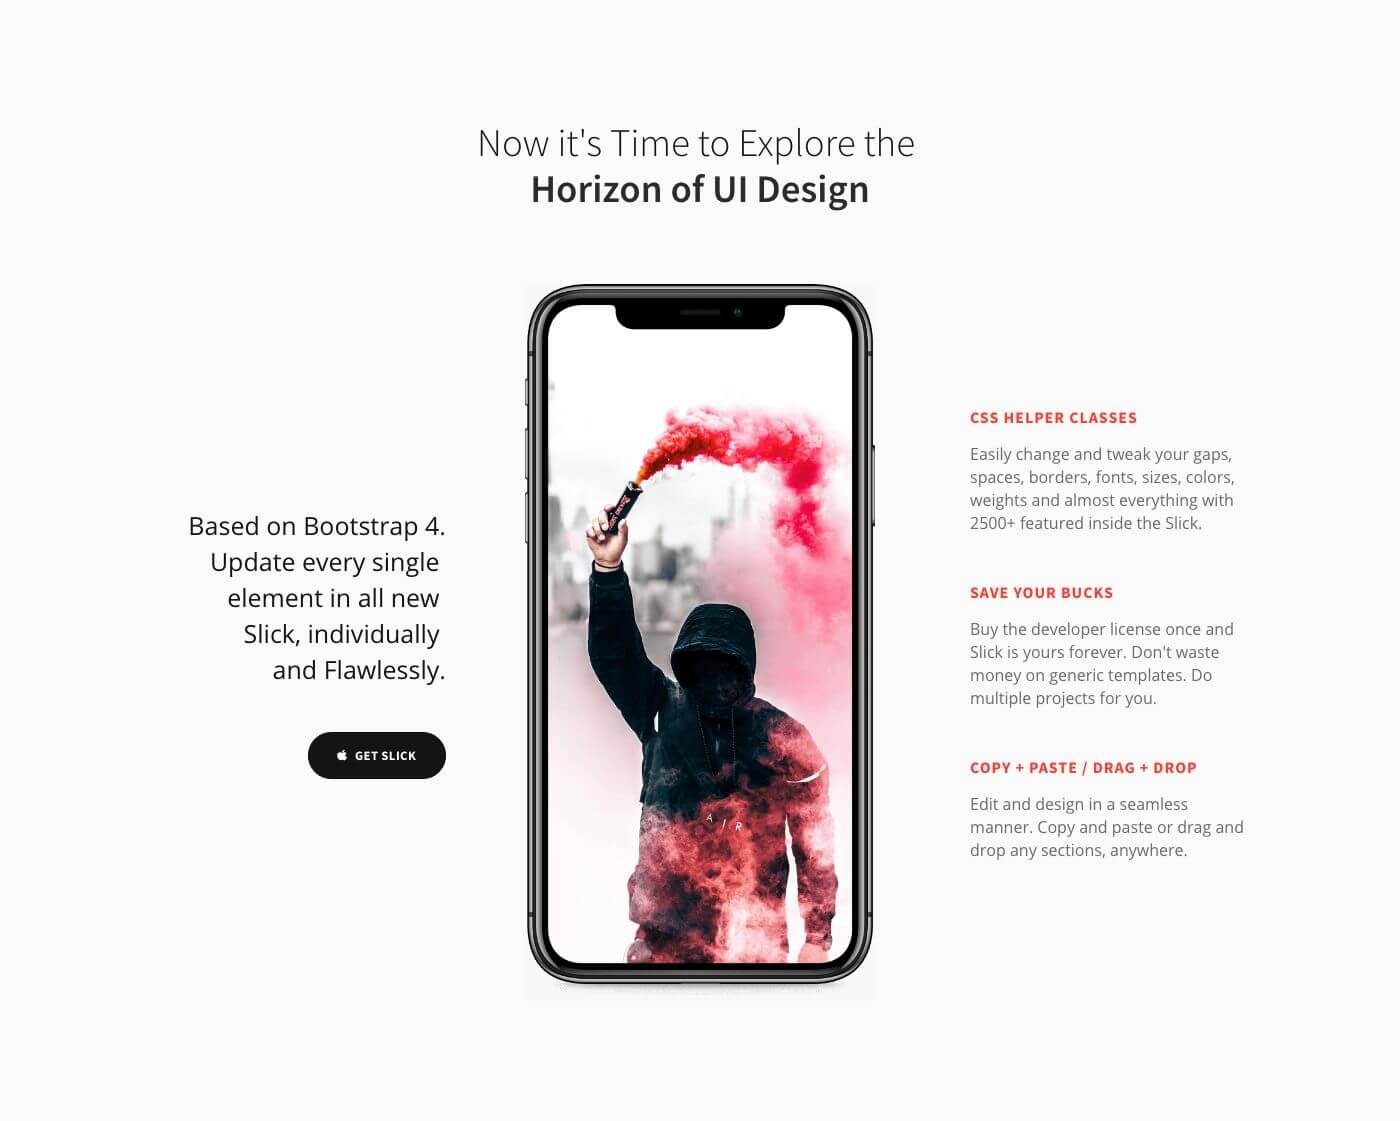 Now it's Time to Explore the
Horizon of UI Design
Based on Bootstrap 4.
Update every single
element in all new
Slick, individually
and Flawlessly.
GET SLICK
A / R
CSS HELPER CLASSES
Easily change and tweak your gaps,
spaces, borders, fonts, sizes, colors,
weights and almost everything with
2500+ featured inside the Slick.
SAVE YOUR BUCKS
Buy the developer license once and
Slick is yours forever. Don't waste
money on generic templates. Do
multiple projects for you.
COPY + PASTE / DRAG + DROP
Edit and design in a seamless
manner. Copy and paste or drag and
drop any sections, anywhere.